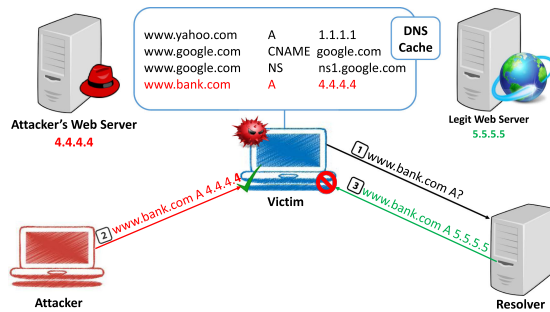 www.yahoo.com A 1.1.1.1
www.google.com CNAME google.com
www.google.com NS ns1.google.com
www.bank.com A 4.4.4.4
DNS
Cache
Attacker's Web Server
4.4.4.4
Legit Web Server
5.5.5.5
1 www.bank.com A?
2 www.bank.com A 4.4.4.4
3 www.bank.com A 5.5.5.5
Victim
Attacker
Resolver